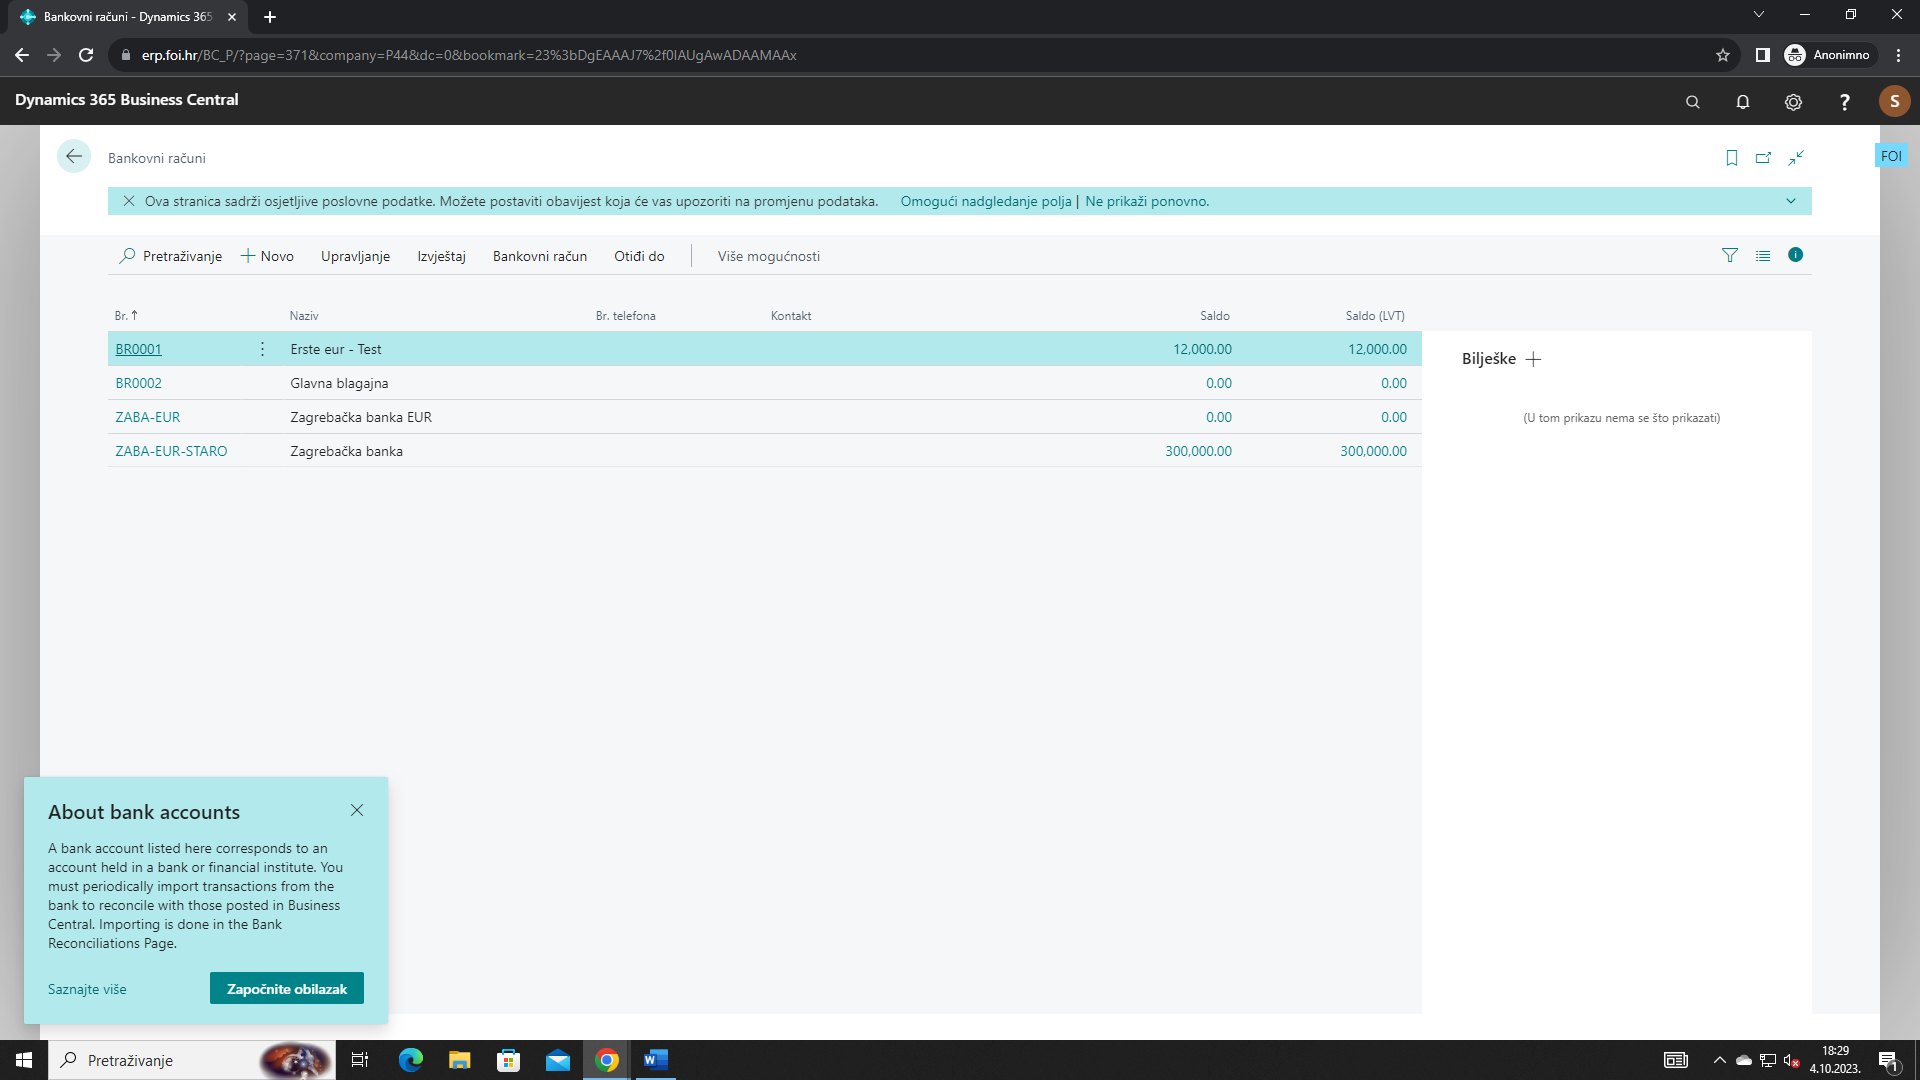 Bankovni računi - Dynamics 365
erp.foi.hr/BC_P/?page=371&company=P44&dc=0&bookmark=23%3bDgEAAAJ7%2f0IAUgAwADAAMAAx
Anonimno
Dynamics 365 Business Central
?
S
Bankovni računi
FOI
Ova stranica sadrži osjetljive poslovne podatke. Možete postaviti obavijest koja će vas upozoriti na promjenu podataka. Omogući nadgledanje polja | Ne prikaži ponovno.
Pretraživanje + Novo Upravljanje Izvještaj Bankovni račun Otiđi do Više mogućnosti
Br. ↑ Naziv Br. telefona Kontakt Saldo Saldo (LVT)
BR0001 Erste eur - Test 12,000.00 12,000.00
BR0002 Glavna blagajna 0.00 0.00
ZABA-EUR Zagrebačka banka EUR 0.00 0.00
ZABA-EUR-STARO Zagrebačka banka 300,000.00 300,000.00
Bilješke +
(U tom prikazu nema se što prikazati)
About bank accounts
A bank account listed here corresponds to an
account held in a bank or financial institute. You
must periodically import transactions from the
bank to reconcile with those posted in Business
Central. Importing is done in the Bank
Reconciliations Page.
Saznajte više Započnite obilazak
Pretraživanje
18:29
4.10.2023.
1